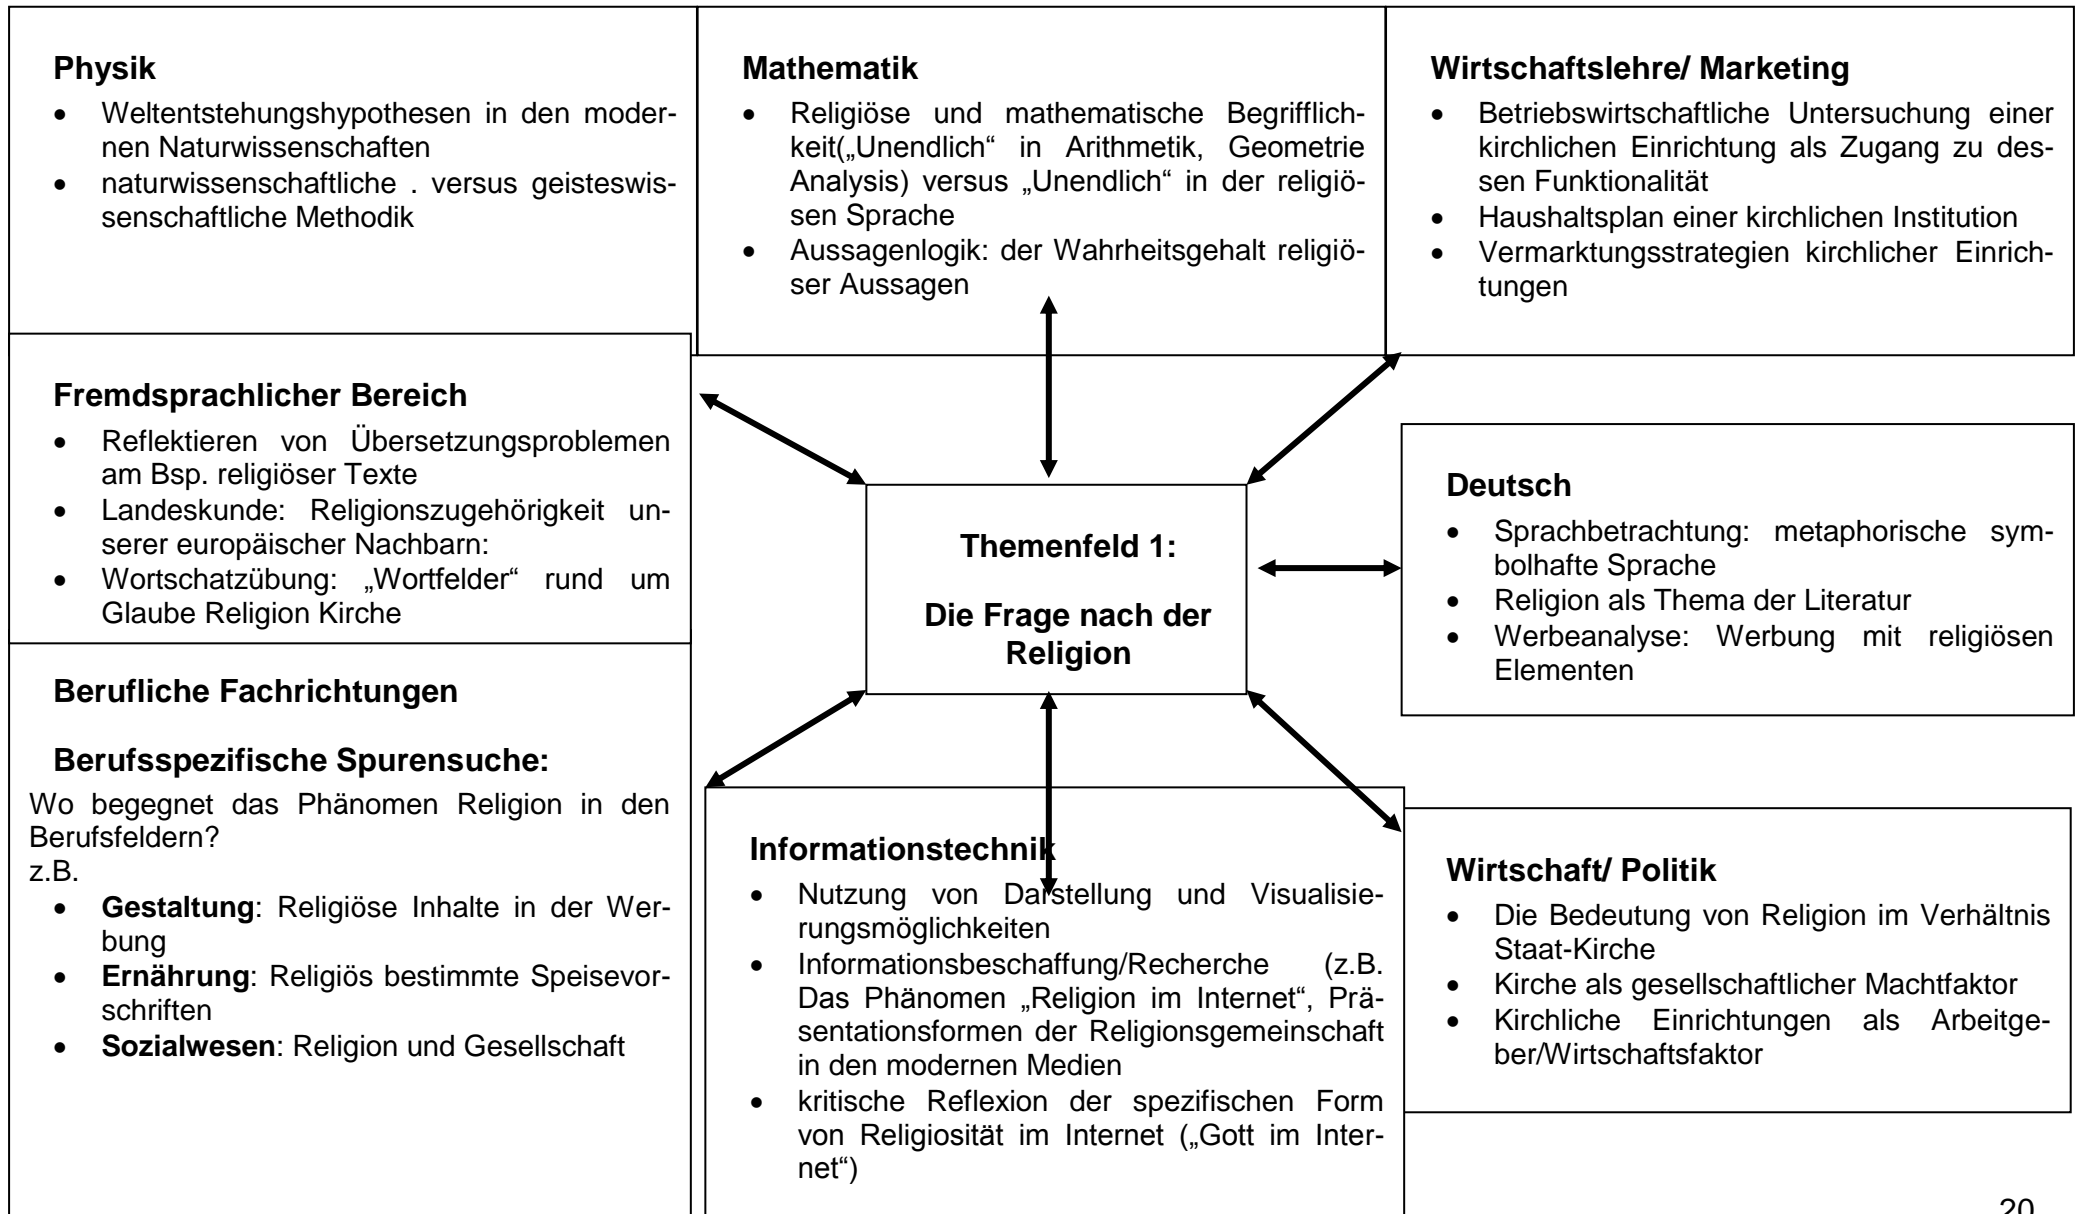 Physik
• Weltentstehungshypothesen in den moder-
nen Naturwissenschaften
• naturwissenschaftliche . versus geisteswis-
senschaftliche Methodik
Mathematik
• Religiöse und mathematische Begrifflich-
keit(„Unendlich“ in Arithmetik, Geometrie
Analysis) versus „Unendlich“ in der religiö-
sen Sprache
• Aussagenlogik: der Wahrheitsgehalt religiö-
ser Aussagen
Wirtschaftslehre/ Marketing
• Betriebswirtschaftliche Untersuchung einer
kirchlichen Einrichtung als Zugang zu des-
sen Funktionalität
• Haushaltsplan einer kirchlichen Institution
• Vermarktungsstrategien kirchlicher Einrich-
tungen
Fremdsprachlicher Bereich
• Reflektieren von Übersetzungsproblemen
am Bsp. religiöser Texte
• Landeskunde: Religionszugehörigkeit un-
serer europäischer Nachbarn:
• Wortschatzübung: „Wortfelder“ rund um
Glaube Religion Kirche
Themenfeld 1:
Die Frage nach der
Religion
Deutsch
• Sprachbetrachtung: metaphorische sym-
bolhafte Sprache
• Religion als Thema der Literatur
• Werbeanalyse: Werbung mit religiösen
Elementen
Berufliche Fachrichtungen
Berufsspezifische Spurensuche:
Wo begegnet das Phänomen Religion in den
Berufsfeldern?
z.B.
• Gestaltung: Religiöse Inhalte in der Wer-
bung
• Ernährung: Religiös bestimmte Speisevor-
schriften
• Sozialwesen: Religion und Gesellschaft
Informationstechnik
• Nutzung von Darstellung und Visualisie-
rungsmöglichkeiten
• Informationsbeschaffung/Recherche (z.B.
Das Phänomen „Religion im Internet“, Prä-
sentationsformen der Religionsgemeinschaft
in den modernen Medien
• kritische Reflexion der spezifischen Form
von Religiosität im Internet („Gott im Inter-
net“)
Wirtschaft/ Politik
• Die Bedeutung von Religion im Verhältnis
Staat-Kirche
• Kirche als gesellschaftlicher Machtfaktor
• Kirchliche Einrichtungen als Arbeitge-
ber/Wirtschaftsfaktor
20